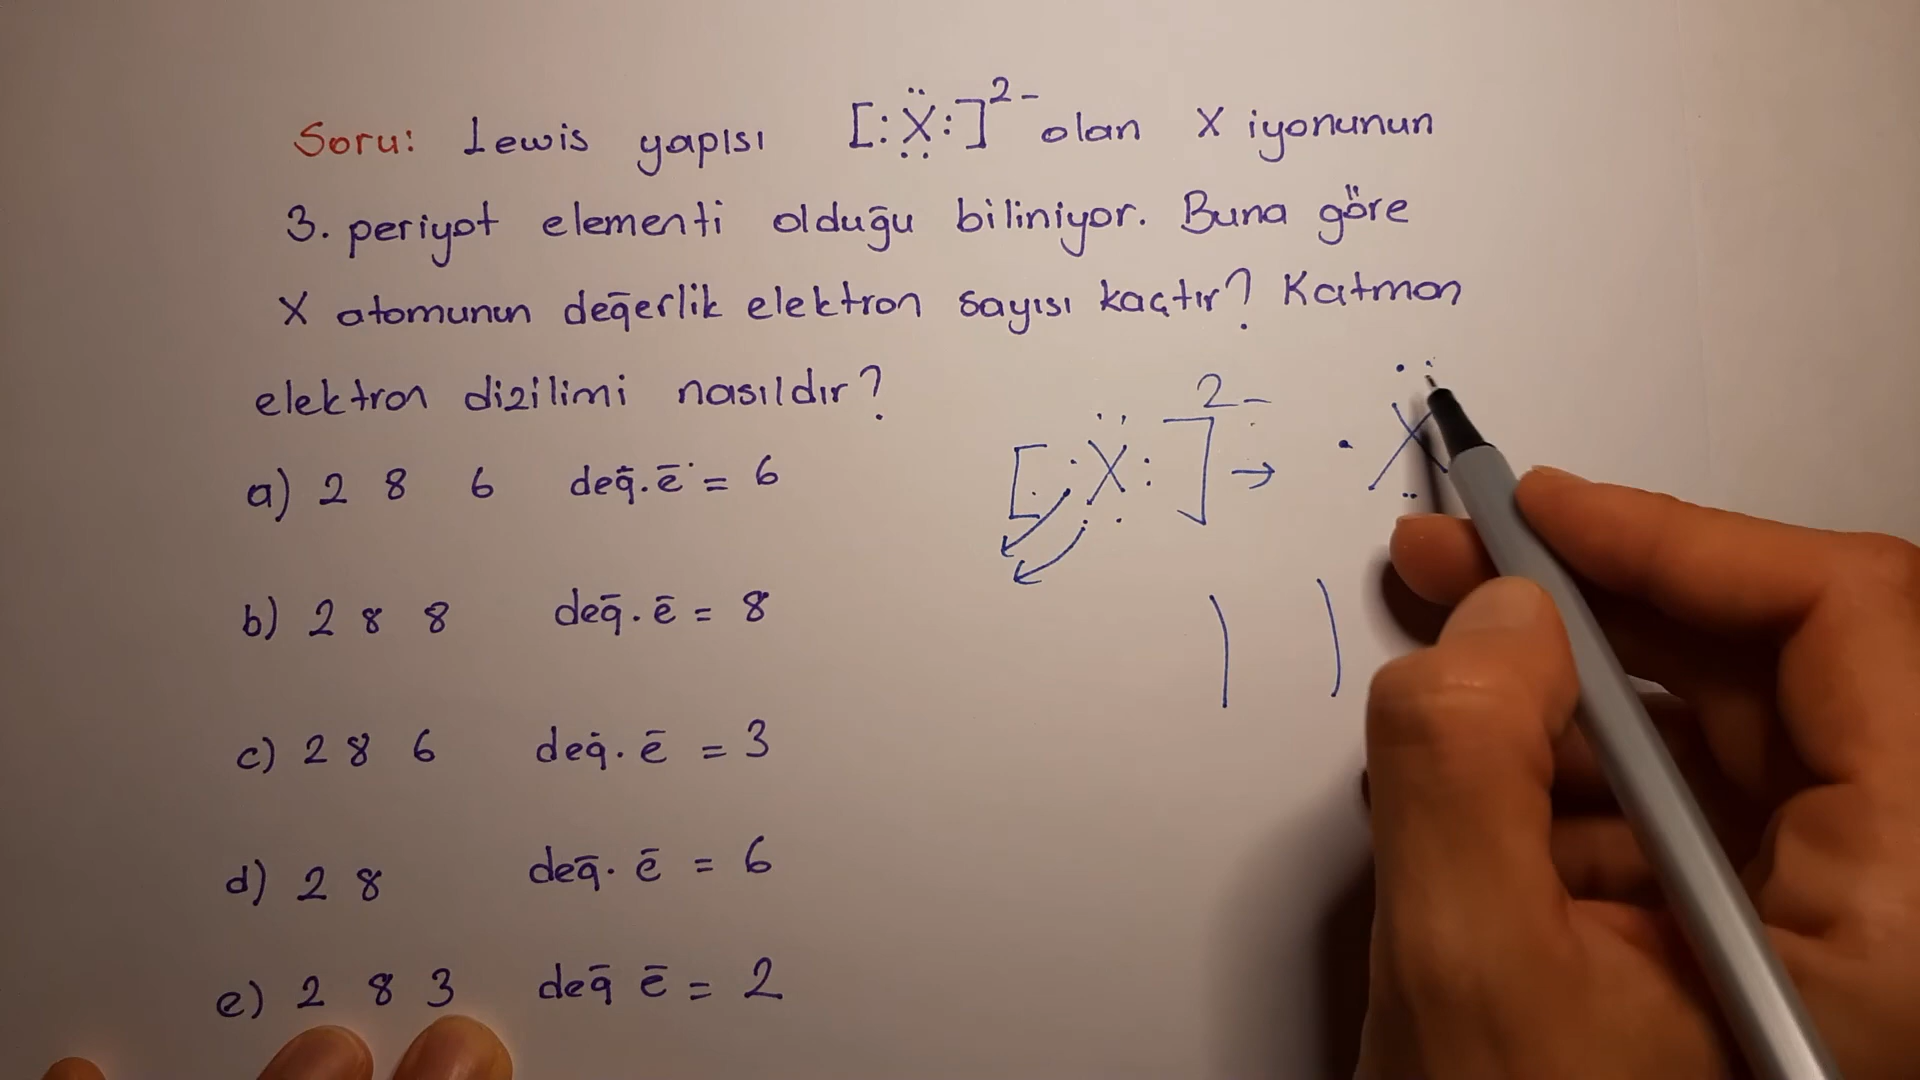 Soru: Lewis yapısı [:Ẍ:]²⁻ olan X iyonunun
3. periyot elementi olduğu biliniyor. Buna göre
X atomunun değerlik elektron sayısı kaçtır? Katman
elektron dizilimi nasıldır?
[:Ẍ:]²⁻ → · Ẍ
a) 2 8 6 değ. ē = 6
b) 2 8 8 değ. ē = 8
c) 2 8 6 değ. ē = 3
d) 2 8 değ. ē = 6
e) 2 8 3 değ ē = 2